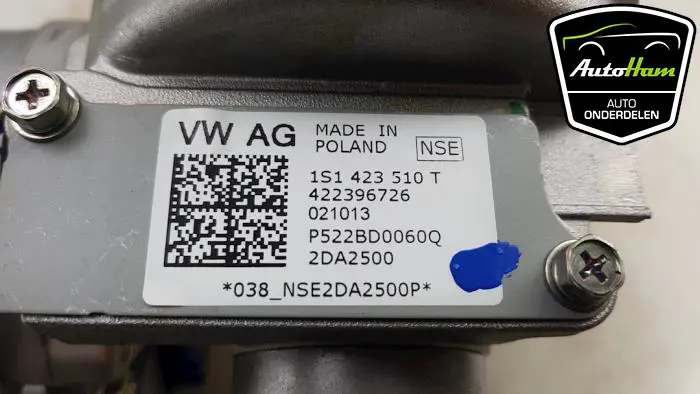 VW AG
MADE IN
POLAND
NSE
1S1 423 510 T
422396726
021013
P522BD0060Q
2DA2500
*038_NSE2DA2500P*
AutoHam
AUTO
ONDERDELEN